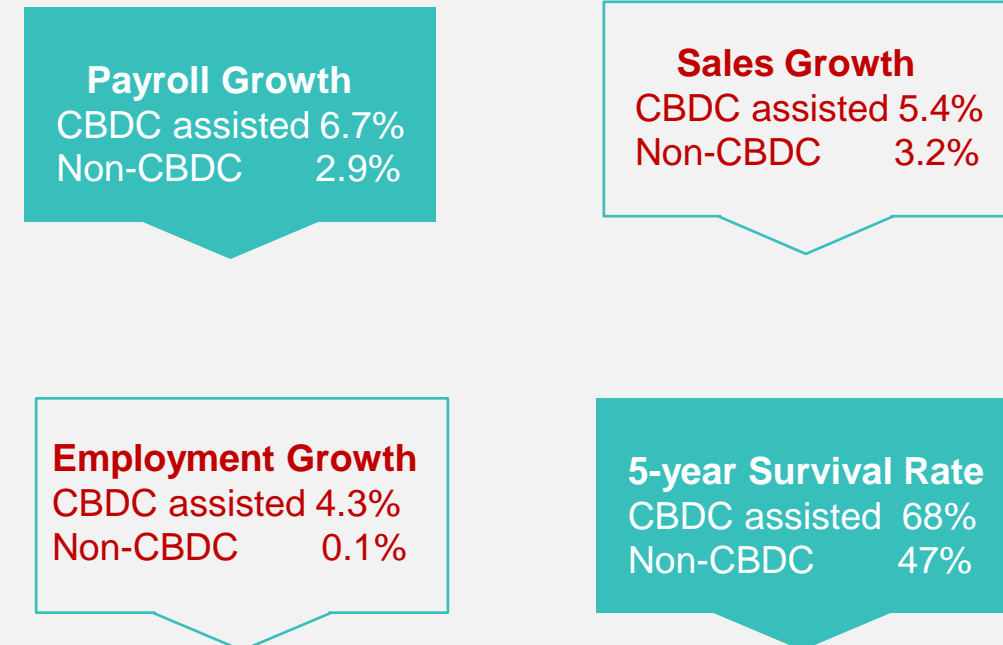 Payroll Growth
CBDC assisted 6.7%
Non-CBDC 2.9%
Sales Growth
CBDC assisted 5.4%
Non-CBDC 3.2%
Employment Growth
CBDC assisted 4.3%
Non-CBDC 0.1%
5-year Survival Rate
CBDC assisted 68%
Non-CBDC 47%